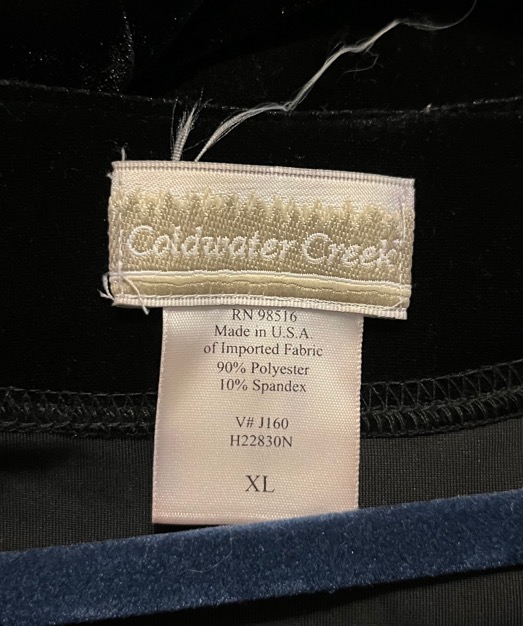 Coldwater Creek
RN 98516
Made in U.S.A.
of Imported Fabric
90% Polyester
10% Spandex
V# J160
H22830N
XL